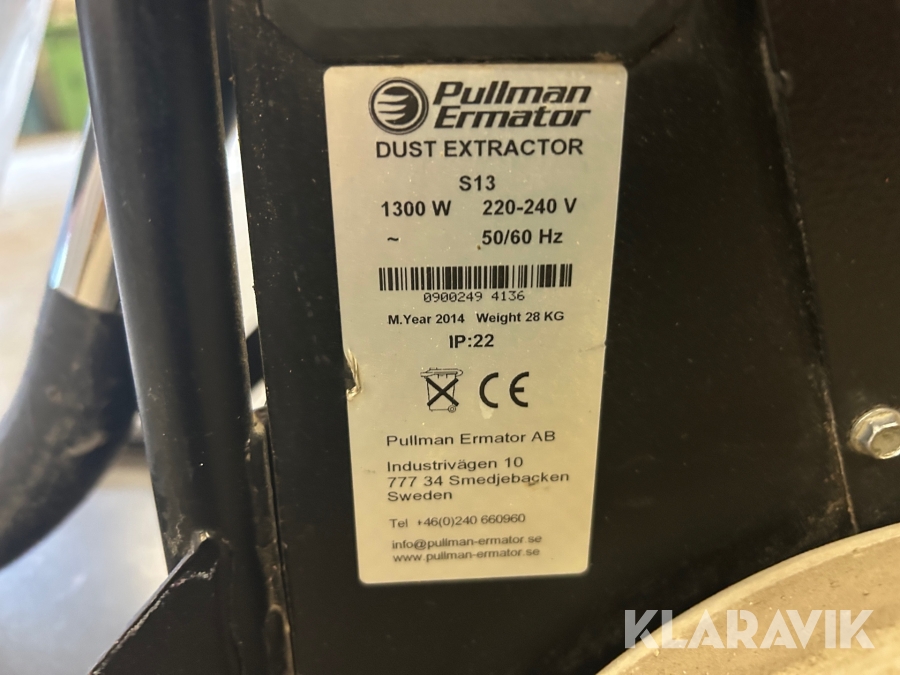 Pullman
Ermator
DUST EXTRACTOR
S13
1300 W 220-240 V
~ 50/60 Hz
0900249 4136
M.Year 2014 Weight 28 KG
IP:22
CE
Pullman Ermator AB
Industrivägen 10
777 34 Smedjebacken
Sweden
Tel +46(0)240 660960
info@pullman-ermator.se
www.pullman-ermator.se
KLARAVIK